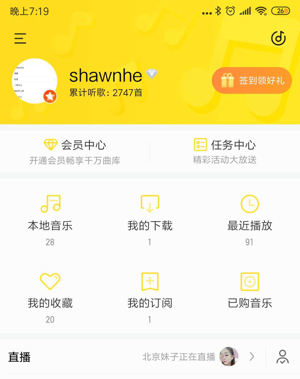 晚上7:19
26
shawnhe
累计听歌: 2747首
签到领好礼
会员中心
开通会员畅享千万曲库
任务中心
精彩活动大放送
本地音乐
28
我的下载
1
最近播放
91
我的收藏
20
我的订阅
1
已购音乐
直播
北京妹子正在直播